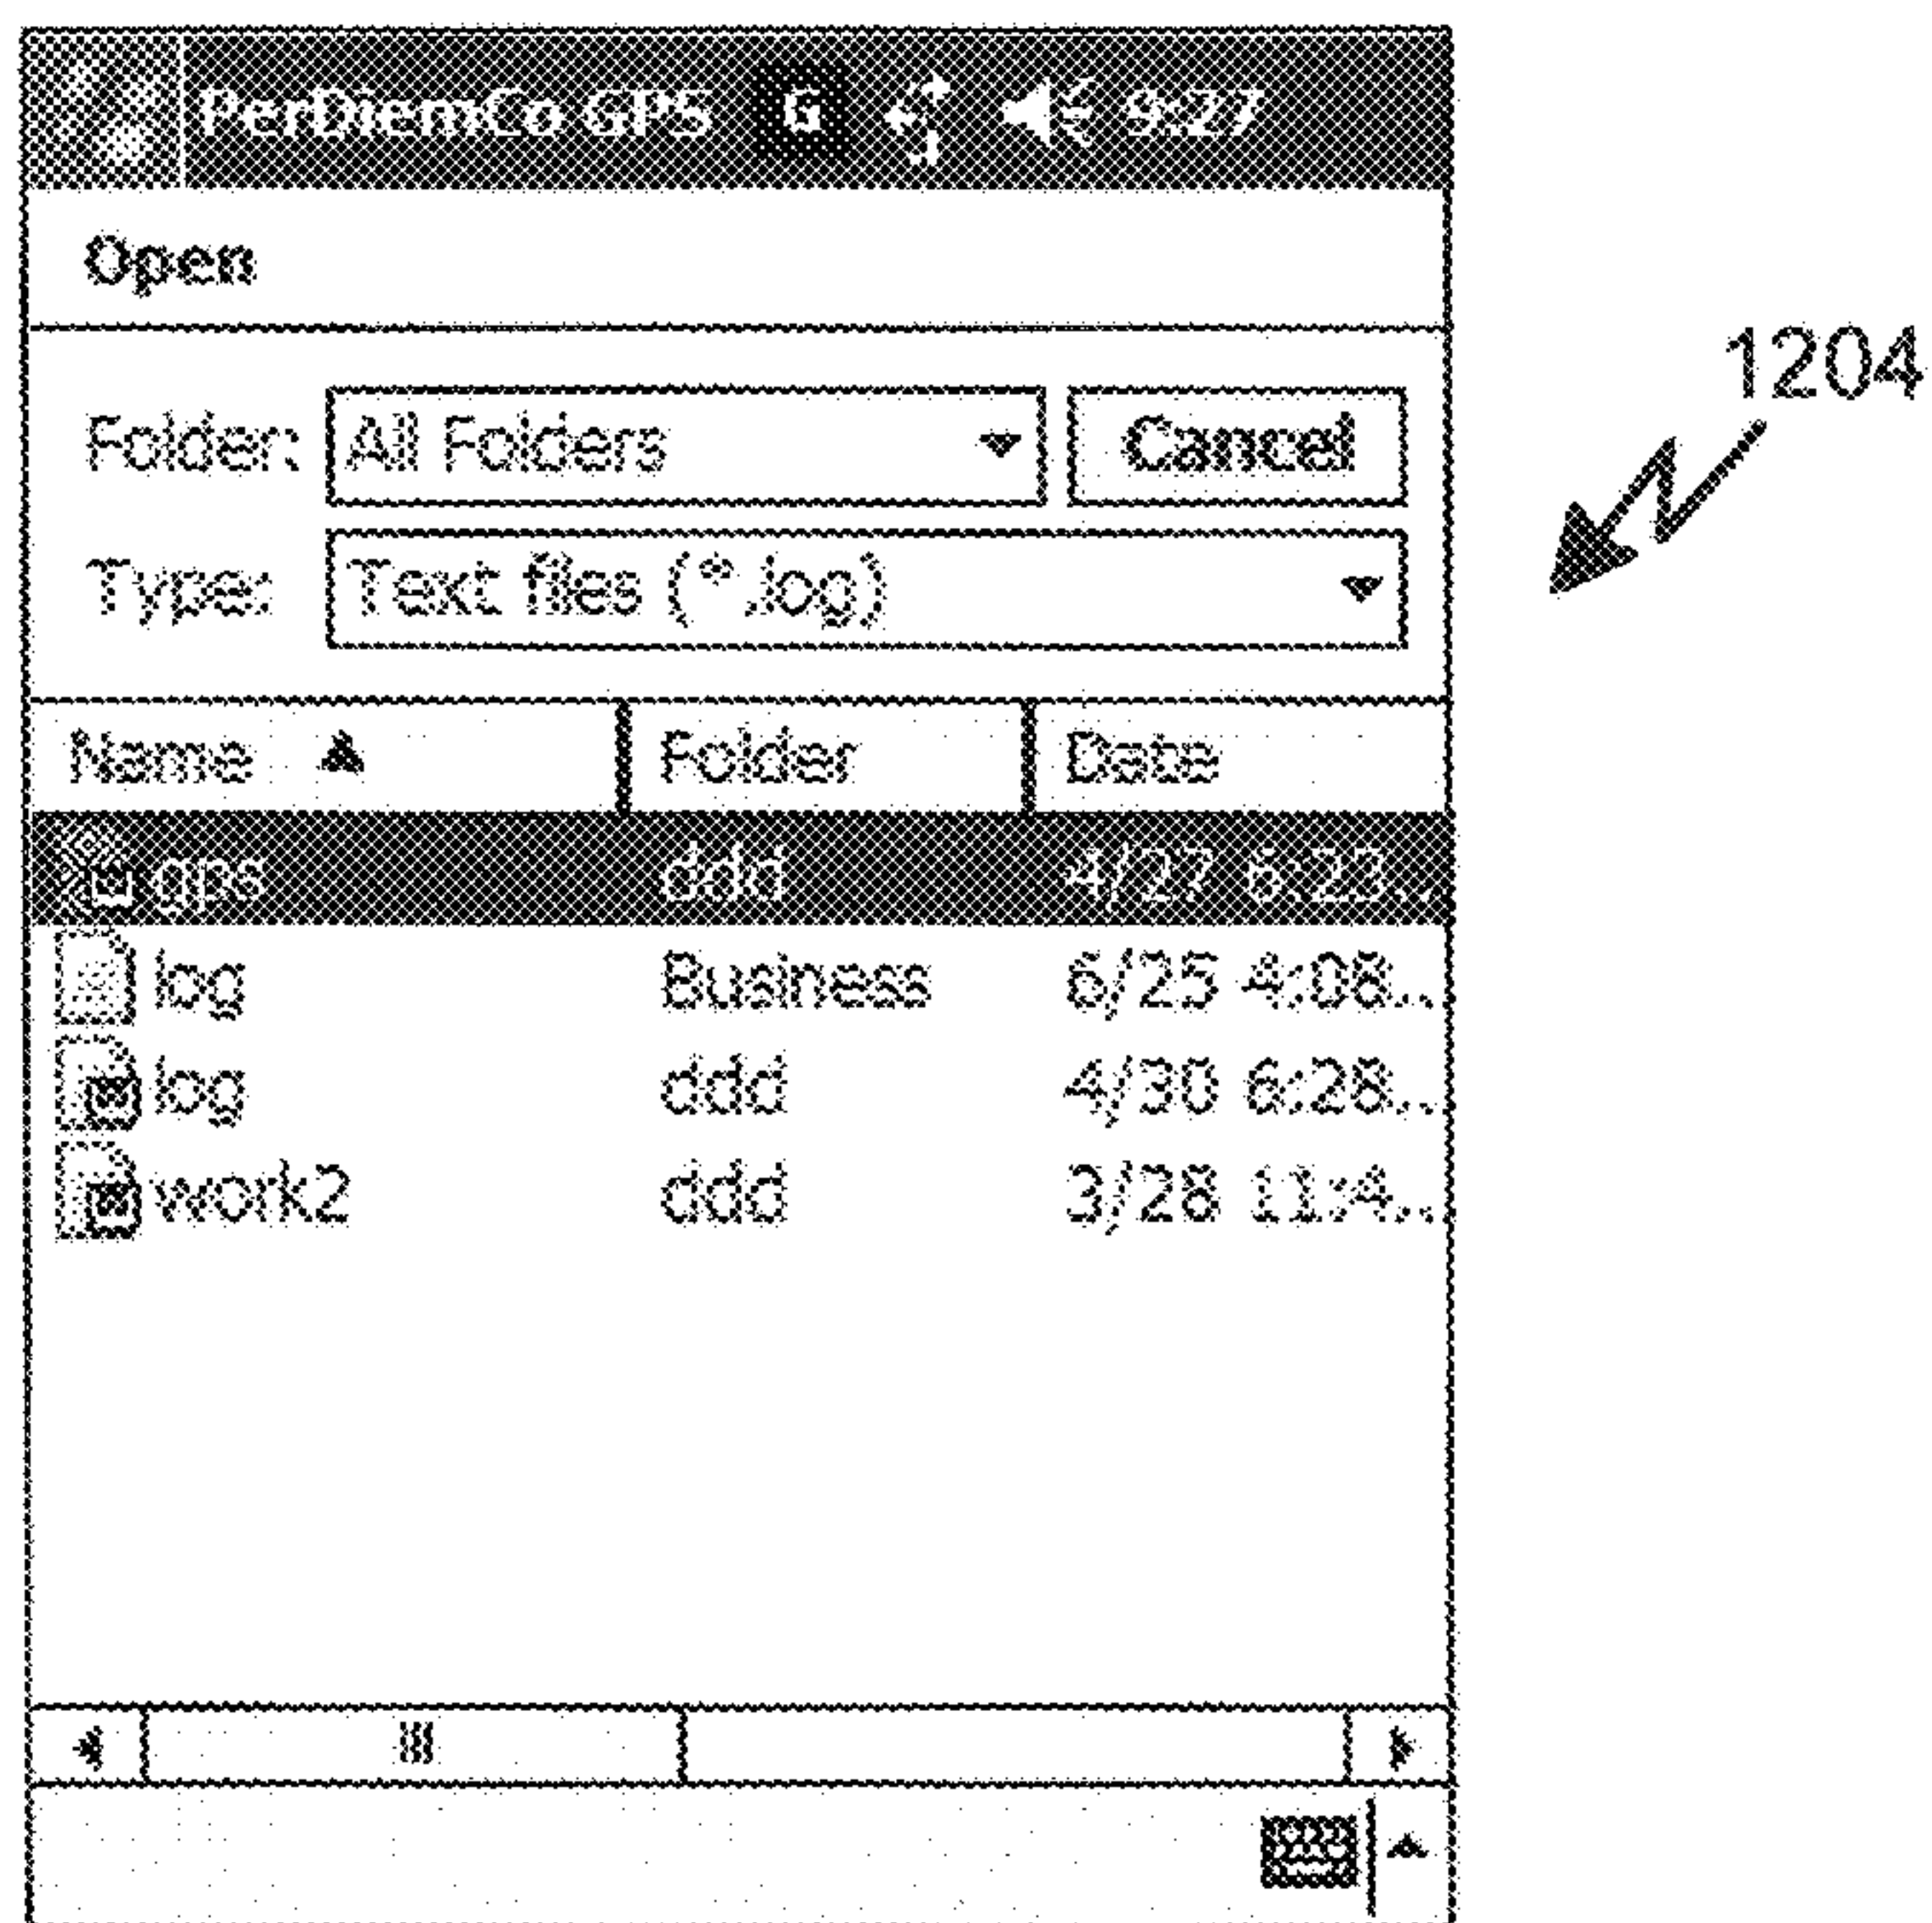 PerDiemCo GPS G 9:27
Open
1204
Folder: All Folders Cancel
Type: Text files (*.log)
Name Folder Date
gps ddd 4/27 6:23..
log Business 6/25 4:08...
log ddd 4/30 6:28...
work2 ddd 3/28 11:4...